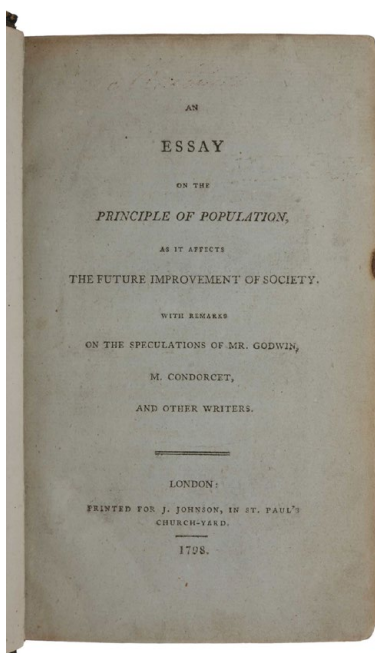 AN
ESSAY
ON THE
PRINCIPLE OF POPULATION,
AS IT AFFECTS
THE FUTURE IMPROVEMENT OF SOCIETY.
WITH REMARKS
ON THE SPECULATIONS OF MR. GODWIN,
M. CONDORCET,
AND OTHER WRITERS.
LONDON:
PRINTED FOR J. JOHNSON, IN ST. PAUL'S
CHURCH-YARD.
1798.